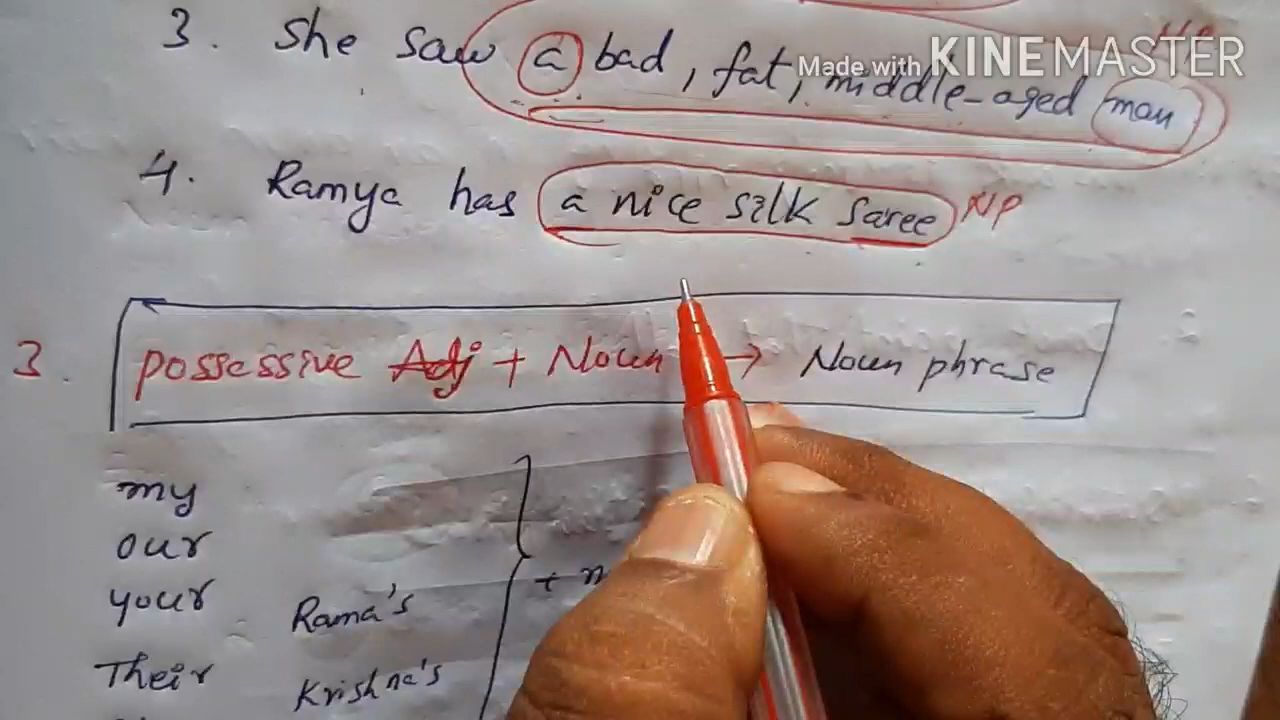 3. She saw a bad, fat, middle-aged man
Made with KINEMASTER
4. Ramya has a nice silk saree NP
3. possessive Adj + Noun → Noun phrase
my
our
your Rama's + n
Their Krishna's